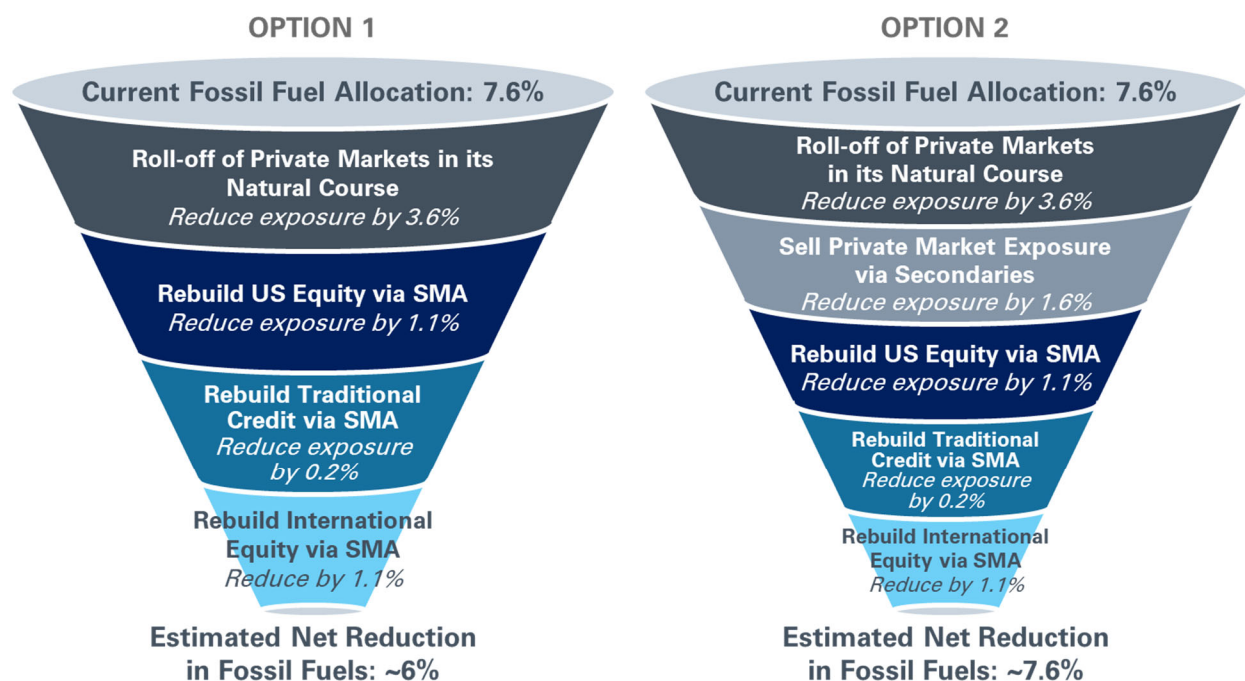 OPTION 1
Current Fossil Fuel Allocation: 7.6%
Roll-off of Private Markets in its
Natural Course
Reduce exposure by 3.6%
Rebuild US Equity via SMA
Reduce exposure by 1.1%
Rebuild Traditional
Credit via SMA
Reduce exposure
by 0.2%
Rebuild International
Equity via SMA
Reduce by 1.1%
Estimated Net Reduction
in Fossil Fuels: ~6%
OPTION 2
Current Fossil Fuel Allocation: 7.6%
Roll-off of Private Markets
in its Natural Course
Reduce exposure by 3.6%
Sell Private Market Exposure
via Secondaries
Reduce exposure by 1.6%
Rebuild US Equity via SMA
Reduce exposure by 1.1%
Rebuild Traditional
Credit via SMA
Reduce exposure
by 0.2%
Rebuild International
Equity via SMA
Reduce by 1.1%
Estimated Net Reduction
in Fossil Fuels: ~7.6%